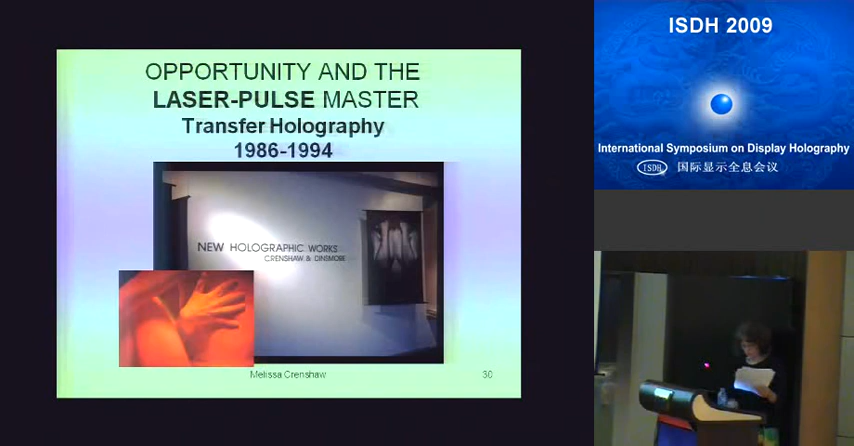 OPPORTUNITY AND THE
LASER-PULSE MASTER
Transfer Holography
1986-1994
NEW HOLOGRAPHIC WORKS
CRENSHAW & DINSMORE
Melissa Crenshaw
30
ISDH 2009
International Symposium on Display Holography
ISDH
国际显示全息会议